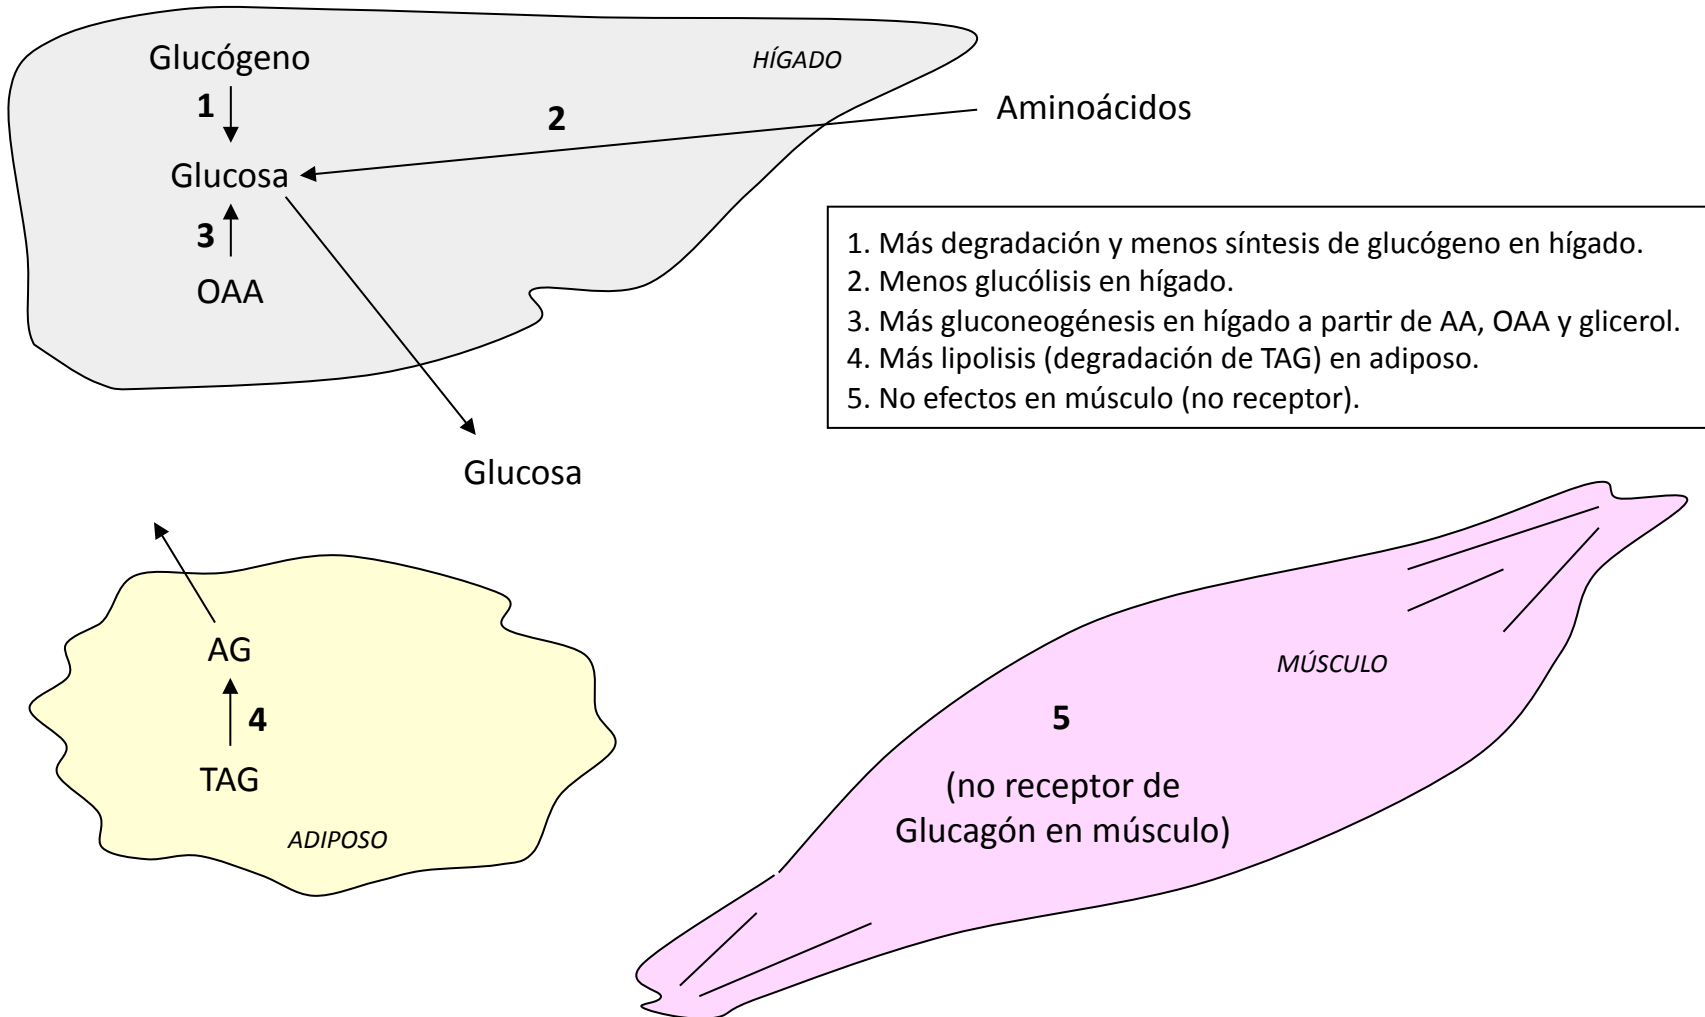 Glucógeno
HÍGADO
1
2
Aminoácidos
Glucosa
3
OAA
1. Más degradación y menos síntesis de glucógeno en hígado.
2. Menos glucólisis en hígado.
3. Más gluconeogénesis en hígado a partir de AA, OAA y glicerol.
4. Más lipolisis (degradación de TAG) en adiposo.
5. No efectos en músculo (no receptor).
Glucosa
AG
4
TAG
ADIPOSO
MÚSCULO
5
(no receptor de
Glucagón en músculo)